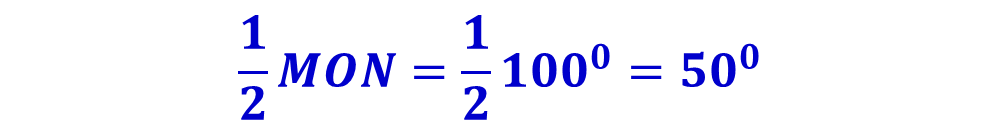 1/2 MON = 1/2 100⁰ = 50⁰